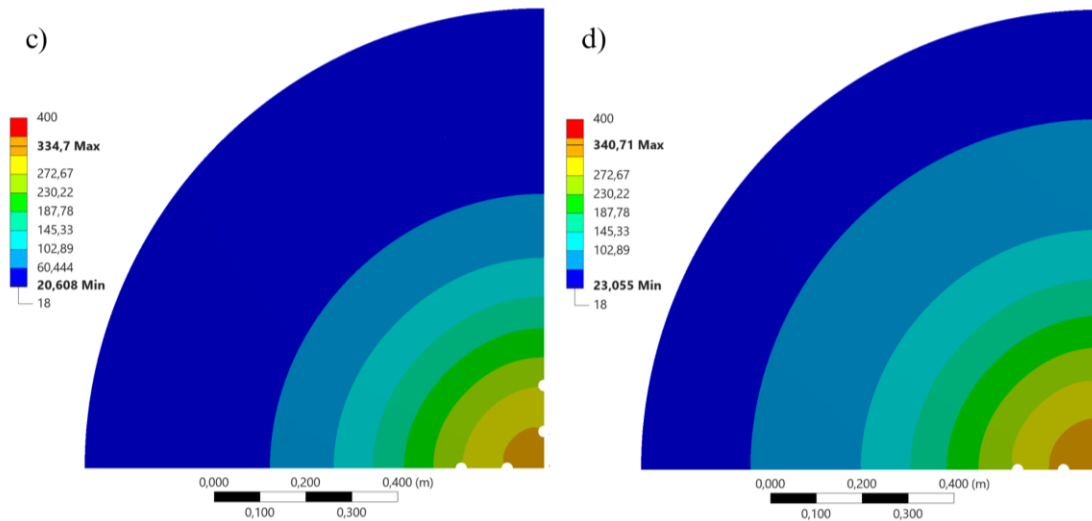 c)
400
334,7 Max
272,67
230,22
187,78
145,33
102,89
60,444
20,608 Min
18
0,000 0,200 0,400 (m)
0,100 0,300
d)
400
340,71 Max
272,67
230,22
187,78
145,33
102,89
23,055 Min
18
0,000 0,200 0,400 (m)
0,100 0,300